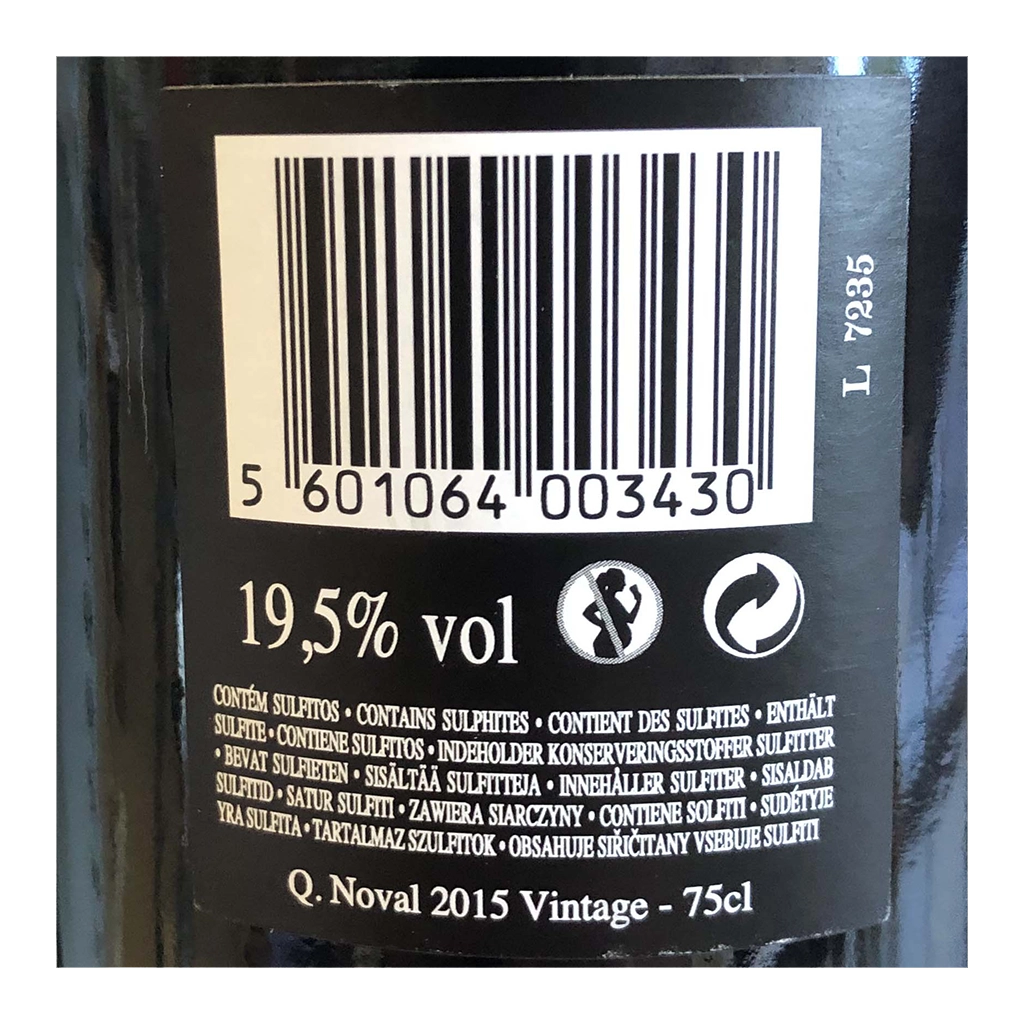 5 601064 003430
L 7235
19,5% vol
CONTÉM SULFITOS • CONTAINS SULPHITES • CONTIENT DES SULFITES • ENTHÄLT
SULFITE • CONTIENE SULFITOS • INDEHOLDER KONSERVERINGSSTOFFER SULFITTER
• BEVAT SULFIETEN • SISÄLTÄÄ SULFITTEJA • INNEHÅLLER SULFITER • SISALDAB
SULFITID • SATUR SULFITI • ZAWIERA SIARCZYNY • CONTIENE SOLFITI • SUDÉTYJE
YRA SULFITA • TARTALMAZ SZULFITOK • OBSAHUJE SIŘIČITANY VSEBUJE SULFITI
Q. Noval 2015 Vintage - 75cl